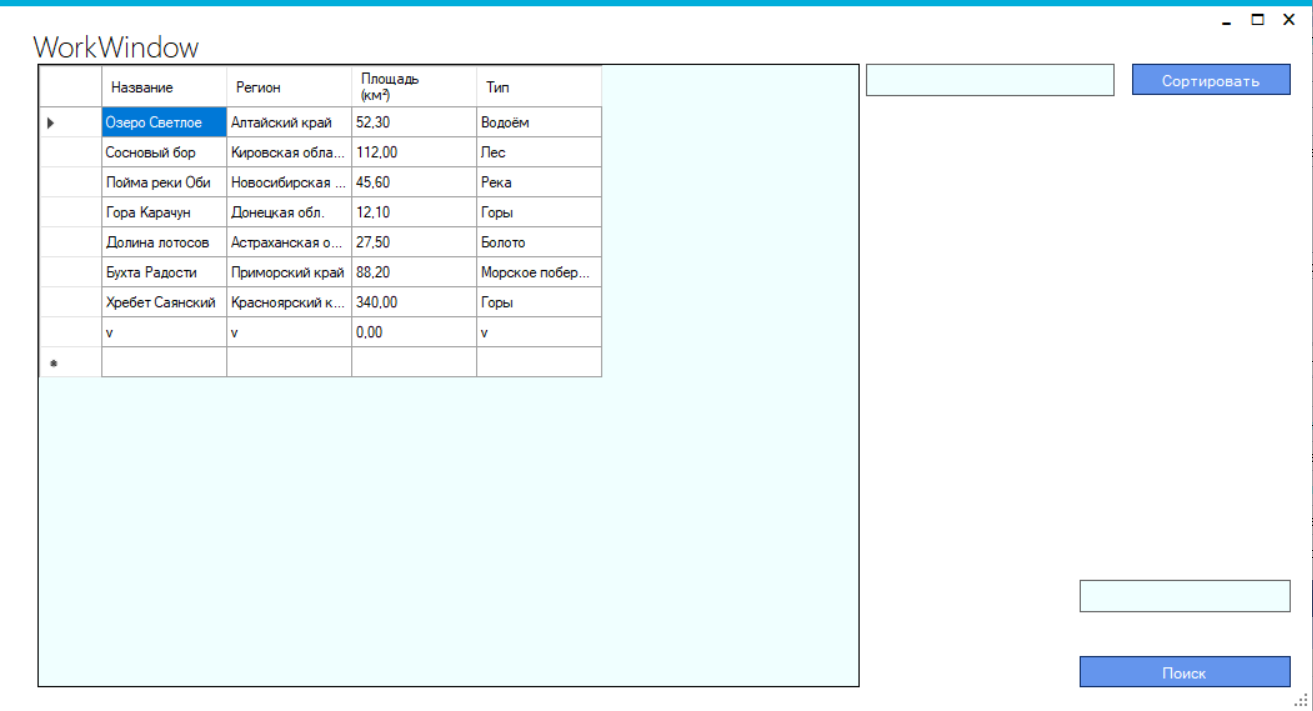 WorkWindow
Название Регион Площадь (км²) Тип
Озеро Светлое Алтайский край 52,30 Водоём
Сосновый бор Кировская обла... 112,00 Лес
Пойма реки Оби Новосибирская ... 45,60 Река
Гора Карачун Донецкая обл. 12,10 Горы
Долина лотосов Астраханская о... 27,50 Болото
Бухта Радости Приморский край 88,20 Морское побер...
Хребет Саянский Красноярский к... 340,00 Горы
v v 0,00 v
Сортировать
Поиск